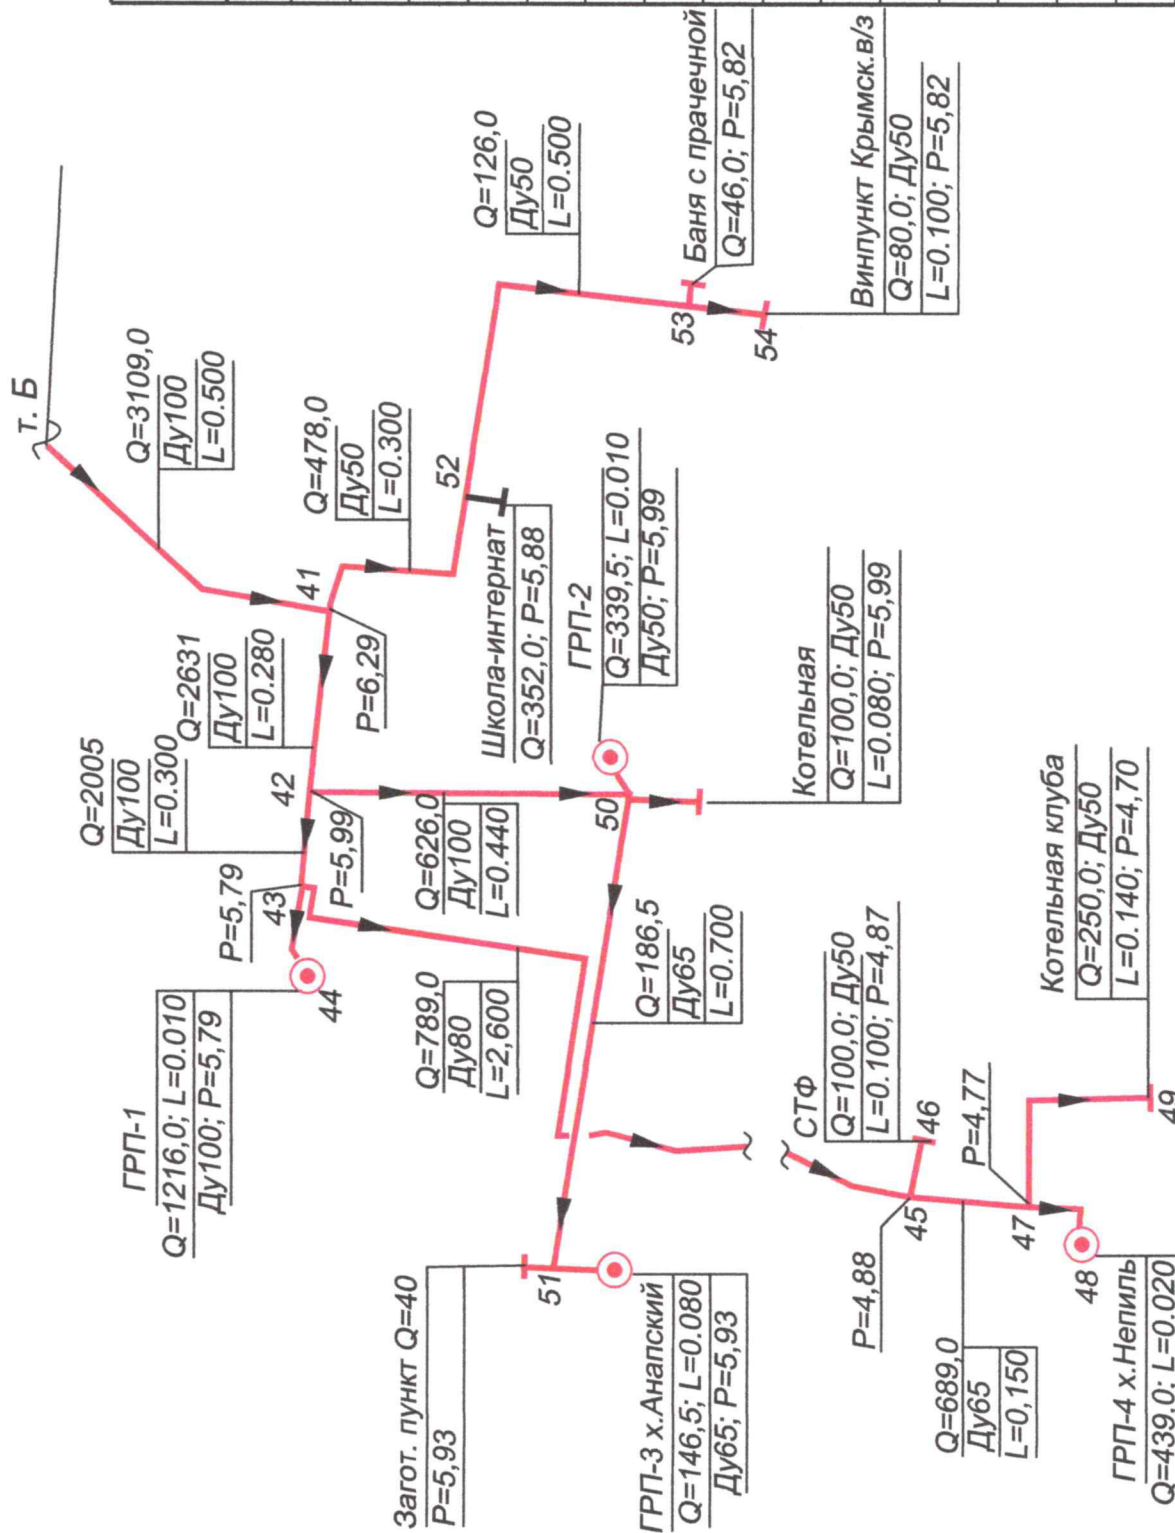 т. Б
Q=3109,0
Ду100
L=0.500
Q=478,0
Ду50
L=0.300
Q=126,0
Ду50
L=0.500
41
52
53
54
Баня с прачечной
Q=46,0; P=5,82
Винпункт Крымск.в/з
Q=80,0; Ду50
L=0.100; P=5,82
P=6,29
Q=2631
Ду100
L=0.280
Q=2005
Ду100
L=0.300
42
P=5,99
Школа-интернат
Q=352,0; P=5,88
ГРП-2
Q=339,5; L=0.010
Ду50; P=5,99
Котельная
Q=100,0; Ду50
L=0.080; P=5,99
P=5,79
43
44
Q=626,0
Ду100
L=0.440
50
ГРП-1
Q=1216,0; L=0.010
Ду100; P=5,79
Q=789,0
Ду80
L=2,600
Q=186,5
Ду65
L=0.700
СТФ
Q=100,0; Ду50
L=0.100; P=4,87
Котельная клуба
Q=250,0; Ду50
L=0.140; P=4,70
46
P=4,77
49
45
47
48
51
Загот. пункт Q=40
P=5,93
ГРП-3 х.Анапский
Q=146,5; L=0.080
Ду65; P=5,93
P=4,88
Q=689,0
Ду65
L=0,150
ГРП-4 х.Непиль
Q=439,0; L=0.020